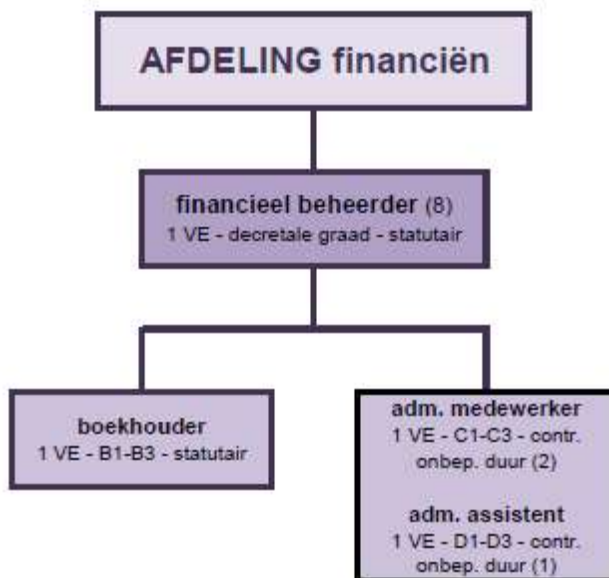 AFDELING financiën
financieel beheerder (8)
1 VE - decretale graad - statutair
boekhouder
1 VE - B1-B3 - statutair
adm. medewerker
1 VE - C1-C3 - contr.
onbep. duur (2)
adm. assistent
1 VE - D1-D3 - contr.
onbep. duur (1)